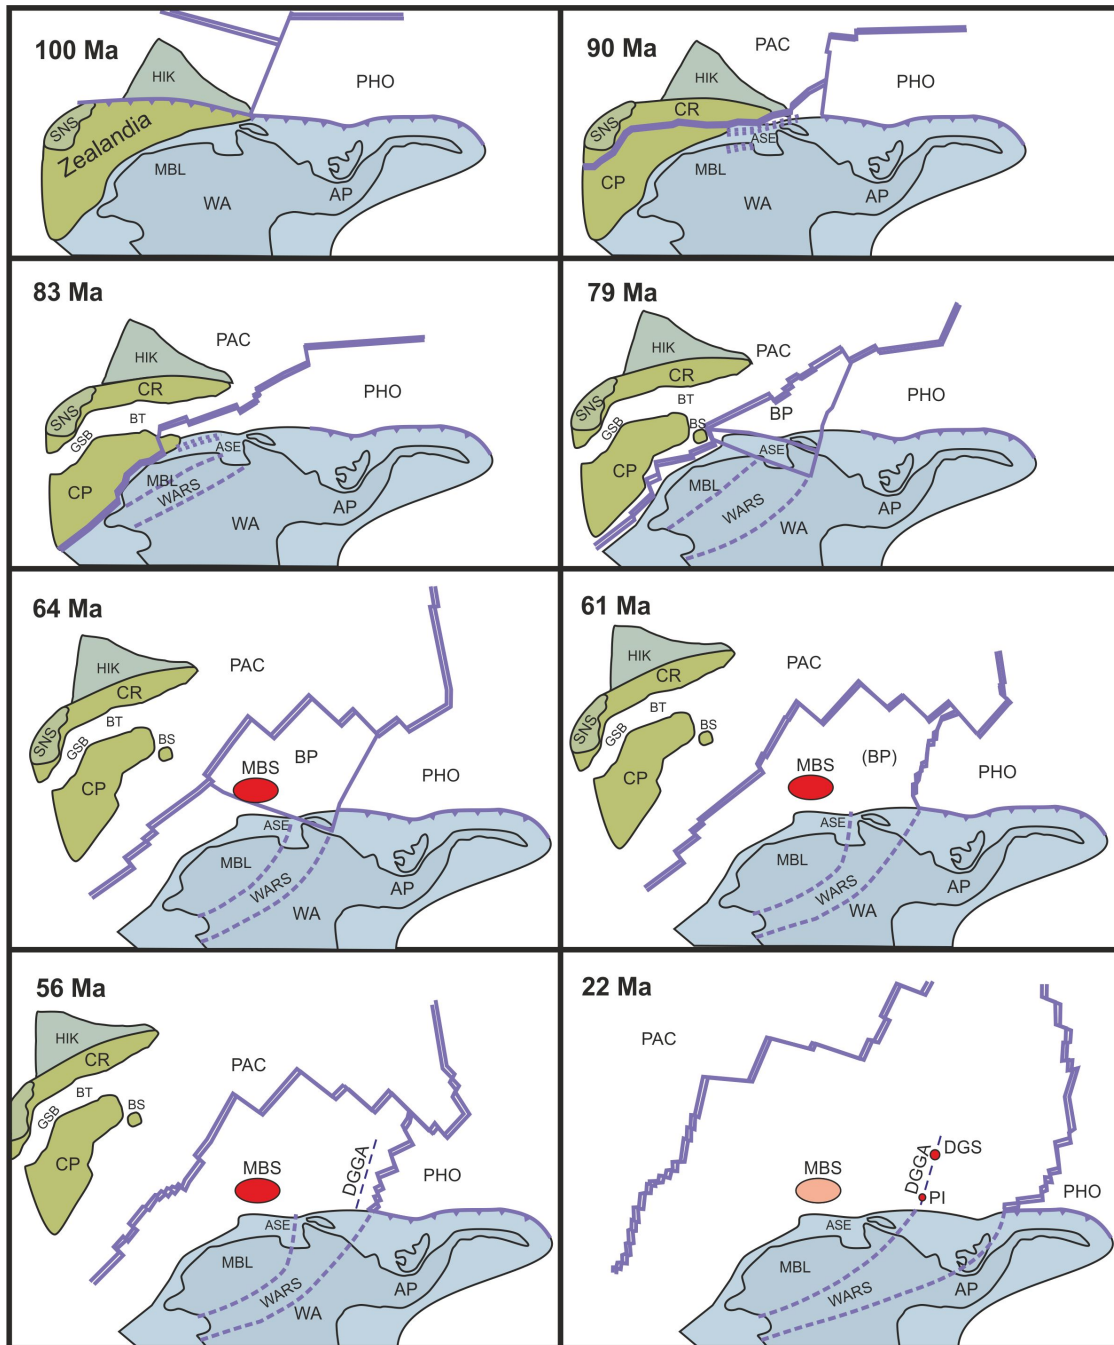 100 Ma
HIK
PHO
SNS
Zealandia
MBL
WA
AP
90 Ma
PAC
HIK
PHO
CR
SNS
ASE
CP
MBL
WA
AP
83 Ma
PAC
HIK
CR
PHO
SNS
BT
GSB
ASE
CP
MBL
WARS
WA
AP
79 Ma
PAC
HIK
CR
PHO
SNS
BT
BP
GSB
BS
ASE
CP
MBL
WARS
WA
AP
64 Ma
HIK
PAC
CR
SNS
BT
GSB
BS
BP
MBS
PHO
CP
ASE
MBL
WARS
AP
WA
61 Ma
HIK
PAC
CR
SNS
BT
GSB
BS
(BP)
MBS
PHO
CP
ASE
MBL
WARS
AP
WA
56 Ma
HIK
CR
PAC
BT
GSB
BS
DGGA
MBS
PHO
CP
ASE
MBL
WARS
AP
WA
22 Ma
PAC
DGS
DGGA
MBS
PI
PHO
ASE
MBL
WARS
AP